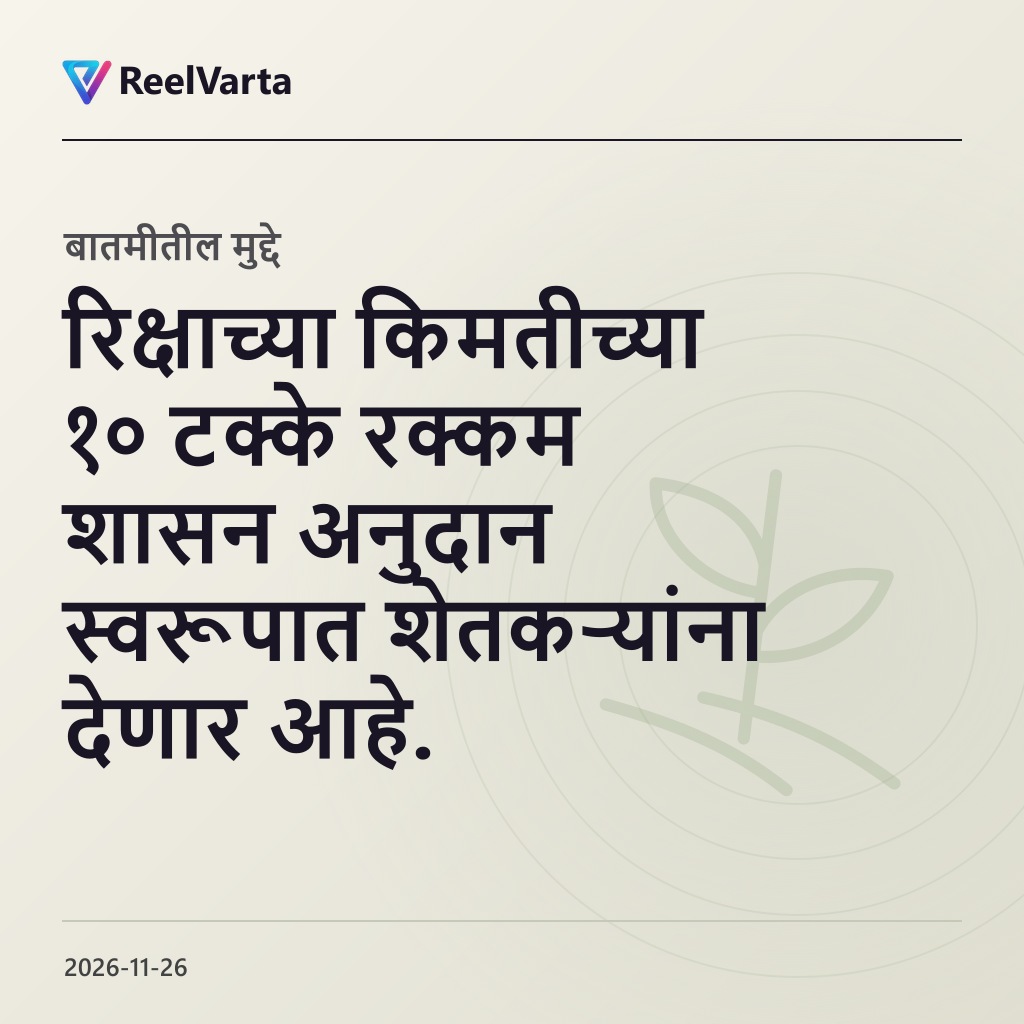 ReelVarta
बातमीतील मुद्दे
रिक्षाच्या किमतीच्या
१० टक्के रक्कम
शासन अनुदान
स्वरूपात शेतकऱ्यांना
देणार आहे.
2026-11-26